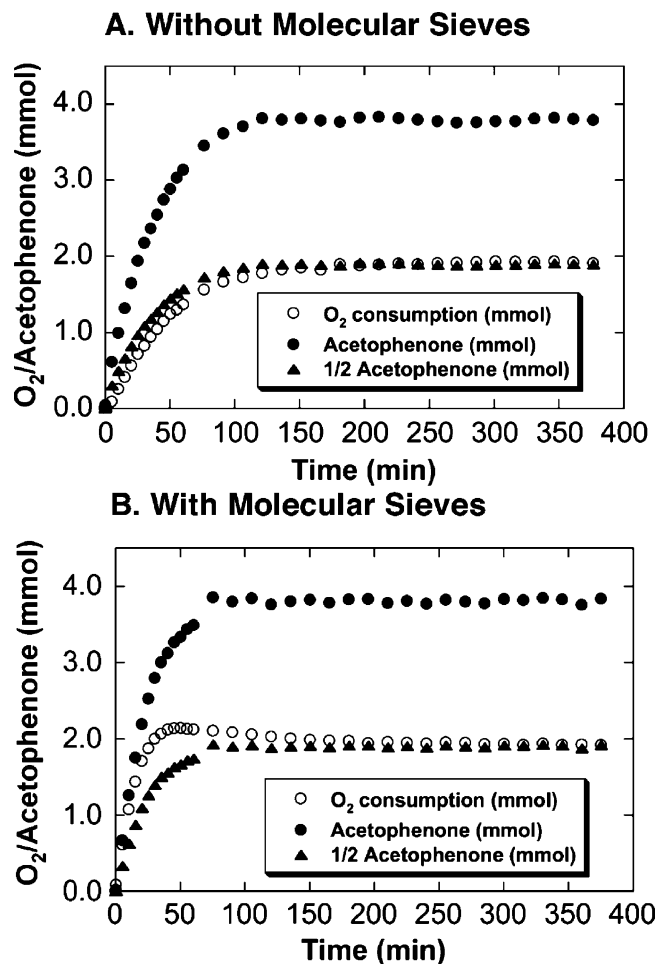 A. Without Molecular Sieves
O₂/Acetophenone (mmol)
4.0
3.0
2.0
1.0
0.0
O₂ consumption (mmol)
Acetophenone (mmol)
1/2 Acetophenone (mmol)
0 50 100 150 200 250 300 350 400
Time (min)
B. With Molecular Sieves
O₂/Acetophenone (mmol)
4.0
3.0
2.0
1.0
0.0
O₂ consumption (mmol)
Acetophenone (mmol)
1/2 Acetophenone (mmol)
0 50 100 150 200 250 300 350 400
Time (min)